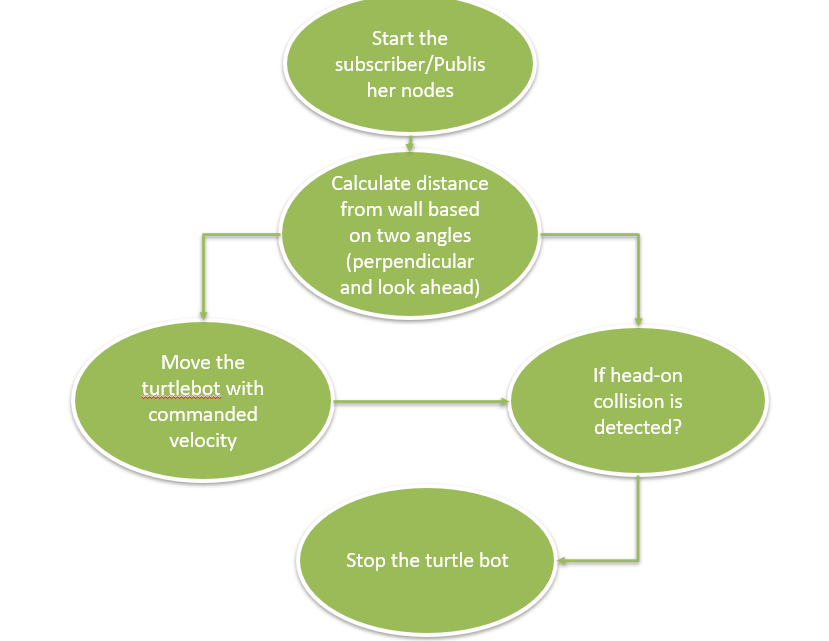 Start the
subscriber/Publis
her nodes
Calculate distance
from wall based
on two angles
(perpendicular
and look ahead)
Move the
turtlebot with
commanded
velocity
If head-on
collision is
detected?
Stop the turtle bot